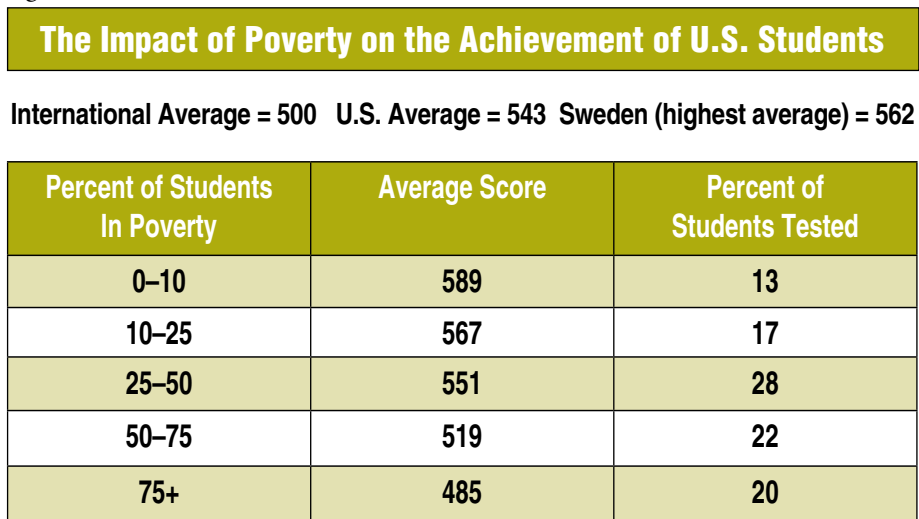 The Impact of Poverty on the Achievement of U.S. Students
International Average = 500 U.S. Average = 543 Sweden (highest average) = 562
Percent of Students In Poverty Average Score Percent of Students Tested
0–10 589 13
10–25 567 17
25–50 551 28
50–75 519 22
75+ 485 20